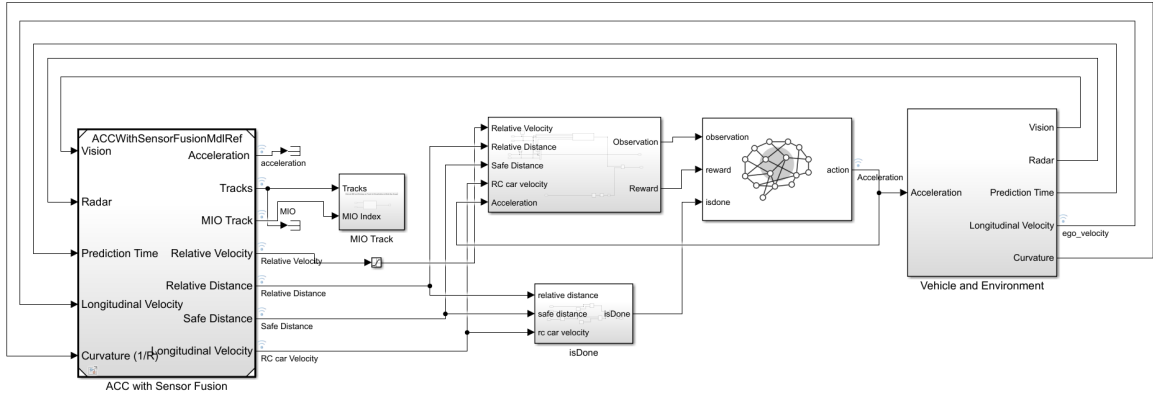 ACCWithSensorFusionMdlRef
Vision
Radar
Prediction Time
Longitudinal Velocity
Curvature (1/R)
Acceleration
Tracks
MIO Track
Relative Velocity
Relative Distance
Safe Distance
Longitudinal Velocity
ACC with Sensor Fusion
acceleration
MIO
Relative Velocity
Relative Distance
Safe Distance
RC car Velocity
Tracks
MIO Index
MIO Track
Relative Velocity
Relative Distance
Safe Distance
RC car velocity
Acceleration
Observation
Reward
relative distance
safe distance
rc car velocity
isDone
isDone
observation
reward
isdone
action
Acceleration
Acceleration
Vision
Radar
Prediction Time
Longitudinal Velocity
Curvature
Vehicle and Environment
ego_velocity